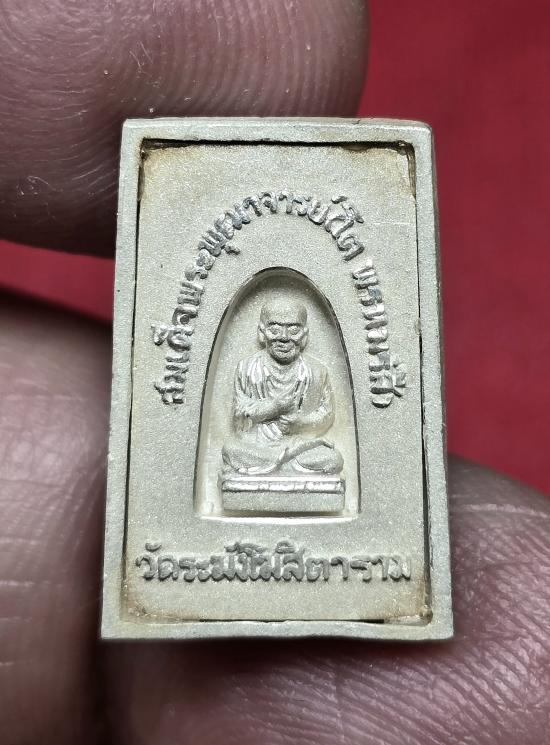 สมเด็จพระพุฒาจารย์โต พรหมรังสี
วัดระฆังโฆสิตาราม